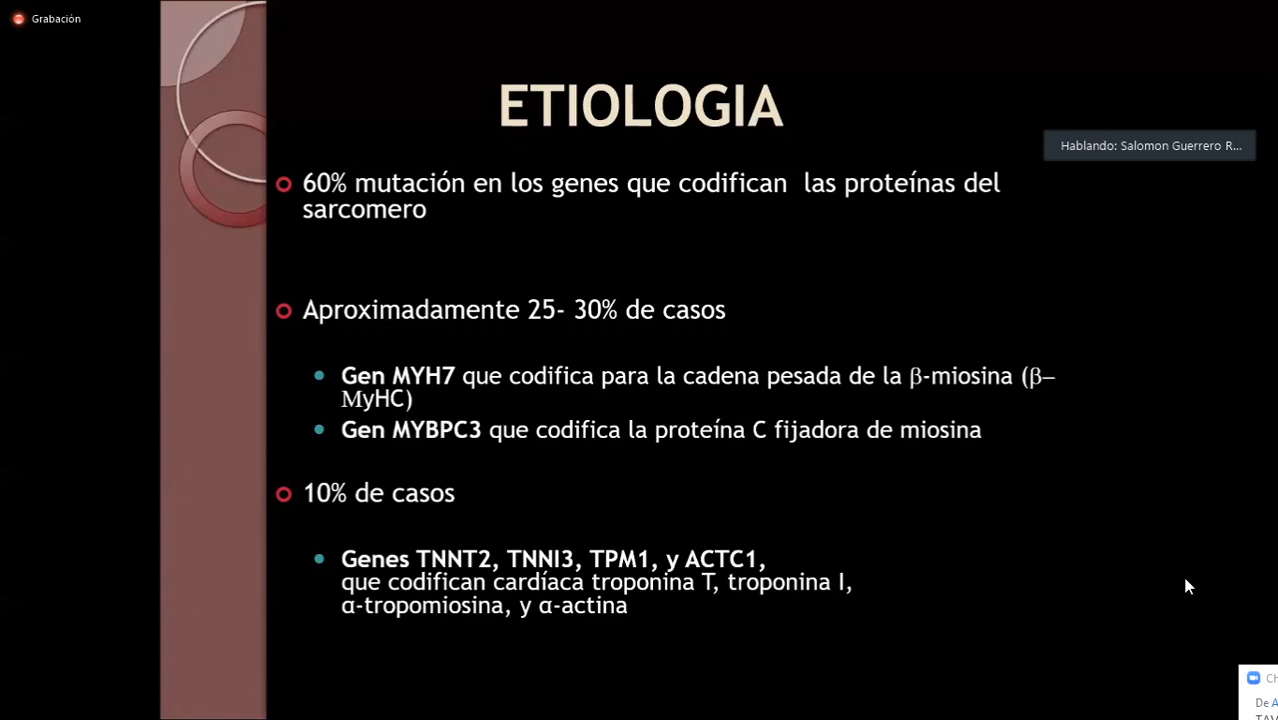 Grabación
ETIOLOGIA
Hablando: Salomon Guerrero R...
60% mutación en los genes que codifican las proteínas del
sarcomero
Aproximadamente 25- 30% de casos
Gen MYH7 que codifica para la cadena pesada de la β-miosina (β–
MyHC)
Gen MYBPC3 que codifica la proteína C fijadora de miosina
10% de casos
Genes TNNT2, TNNI3, TPM1, y ACTC1,
que codifican cardíaca troponina T, troponina I,
α-tropomiosina, y α-actina
De A